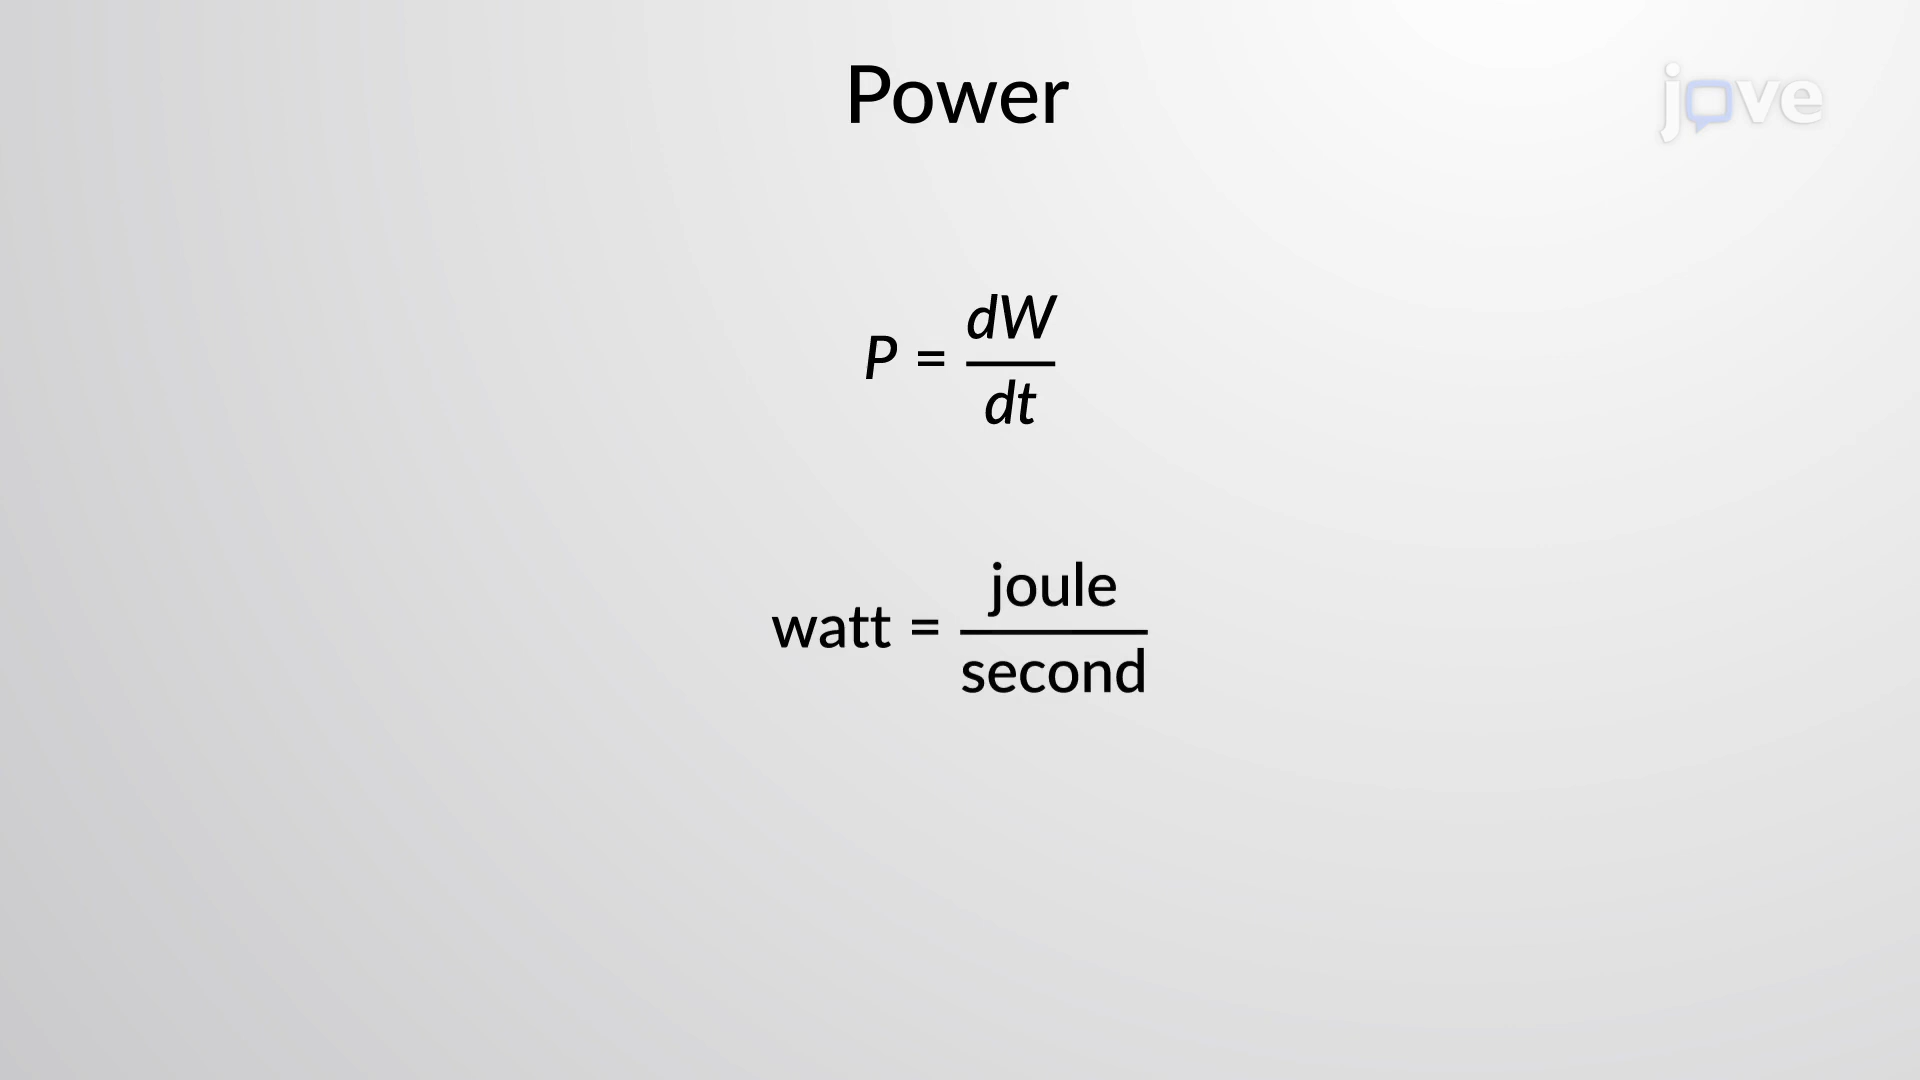 Power
jove
P = dW/dt
watt = joule/second